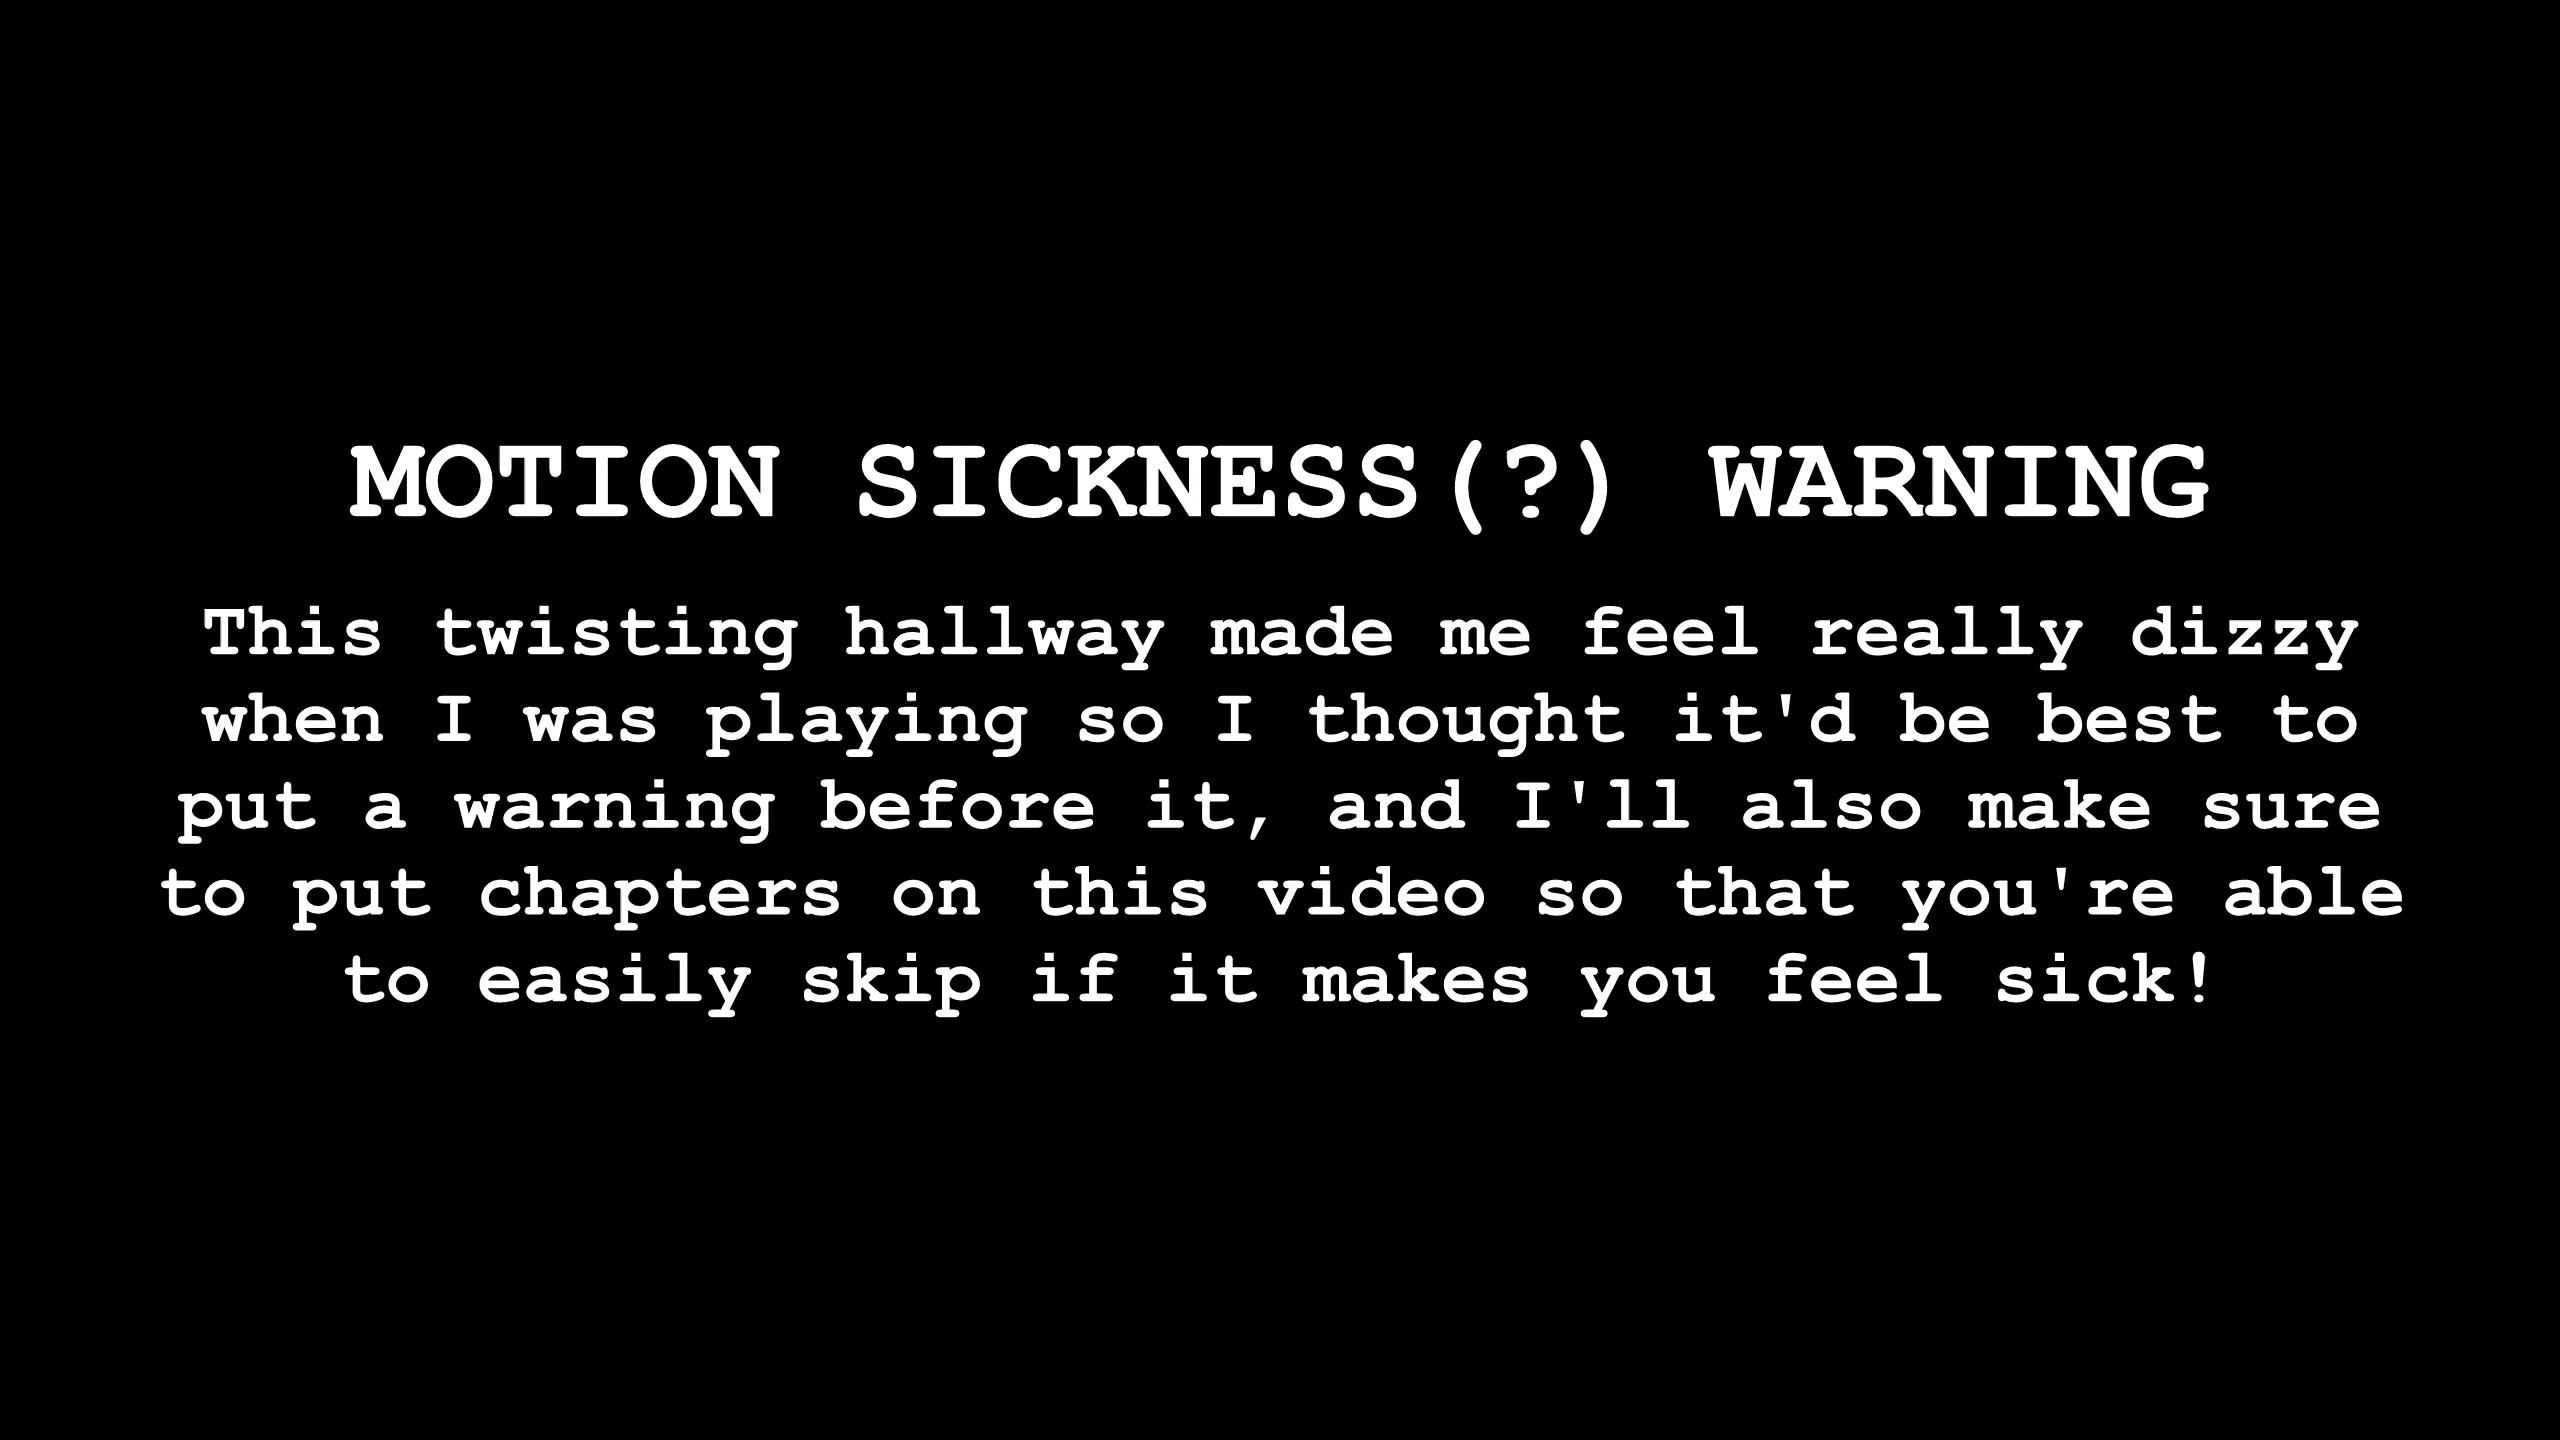 MOTION SICKNESS(?) WARNING
This twisting hallway made me feel really dizzy
when I was playing so I thought it'd be best to
put a warning before it, and I'll also make sure
to put chapters on this video so that you're able
to easily skip if it makes you feel sick!